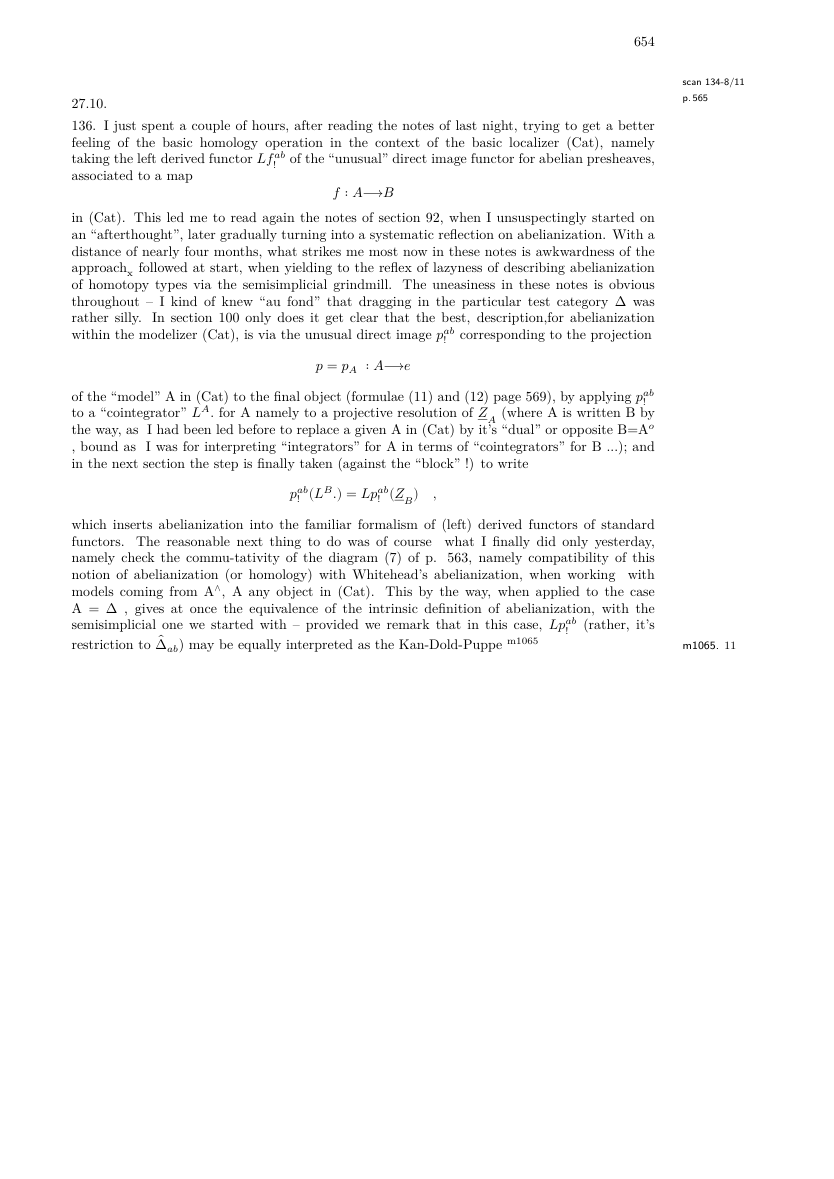 654
scan 134-8/11
p. 565
27.10.
136. I just spent a couple of hours, after reading the notes of last night, trying to get a better
feeling of the basic homology operation in the context of the basic localizer (Cat), namely
taking the left derived functor $Lf_!^{ab}$ of the “unusual” direct image functor for abelian presheaves,
associated to a map
$f : A \longrightarrow B$
in (Cat). This led me to read again the notes of section 92, when I unsuspectingly started on
an “afterthought”, later gradually turning into a systematic reflection on abelianization. With a
distance of nearly four months, what strikes me most now in these notes is awkwardness of the
approach$_x$ followed at start, when yielding to the reflex of lazyness of describing abelianization
of homotopy types via the semisimplicial grindmill. The uneasiness in these notes is obvious
throughout – I kind of knew “au fond” that dragging in the particular test category Δ was
rather silly. In section 100 only does it get clear that the best, description,for abelianization
within the modelizer (Cat), is via the unusual direct image $p_!^{ab}$ corresponding to the projection
$p = p_A \; : A \longrightarrow e$
of the “model” A in (Cat) to the final object (formulae (11) and (12) page 569), by applying $p_!^{ab}$
to a “cointegrator” $L^A$. for A namely to a projective resolution of $\underline{Z}_A$ (where A is written B by
the way, as I had been led before to replace a given A in (Cat) by it’s “dual” or opposite B=A$^o$
, bound as I was for interpreting “integrators” for A in terms of “cointegrators” for B ...); and
in the next section the step is finally taken (against the “block” !) to write
$p_!^{ab}(L^B.) = Lp_!^{ab}(\underline{Z}_B)$ ,
which inserts abelianization into the familiar formalism of (left) derived functors of standard
functors. The reasonable next thing to do was of course what I finally did only yesterday,
namely check the commu-tativity of the diagram (7) of p. 563, namely compatibility of this
notion of abelianization (or homology) with Whitehead’s abelianization, when working with
models coming from A$^\wedge$, A any object in (Cat). This by the way, when applied to the case
A = Δ , gives at once the equivalence of the intrinsic definition of abelianization, with the
semisimplicial one we started with – provided we remark that in this case, $Lp_!^{ab}$ (rather, it’s
restriction to $\hat{\Delta}_{ab}$) may be equally interpreted as the Kan-Dold-Puppe $^{m1065}$
m1065. 11